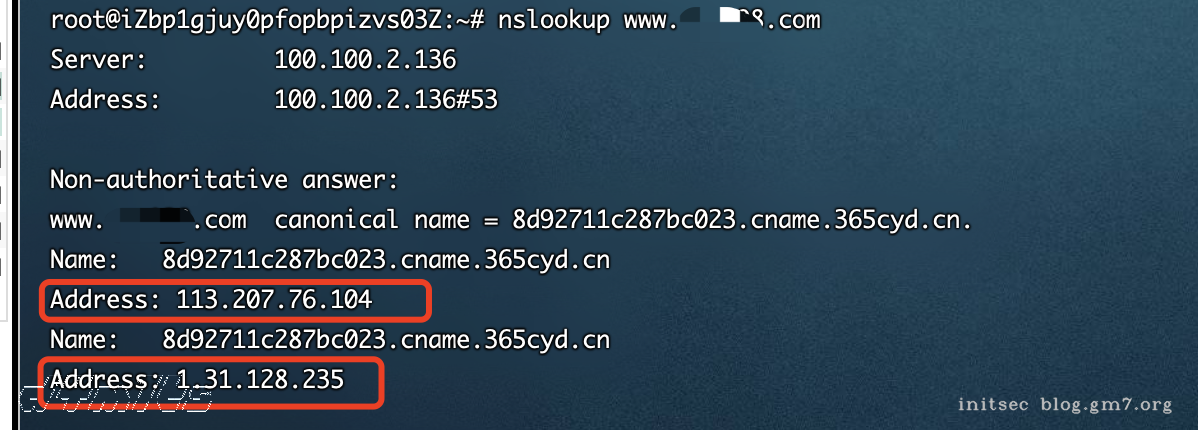 root@iZbp1gjuy0pfopbpizvs03Z:~# nslookup www. 8.com
Server: 100.100.2.136
Address: 100.100.2.136#53
Non-authoritative answer:
www. .com canonical name = 8d92711c287bc023.cname.365cyd.cn.
Name: 8d92711c287bc023.cname.365cyd.cn
Address: 113.207.76.104
Name: 8d92711c287bc023.cname.365cyd.cn
Address: 1.31.128.235
initsec blog.gm7.org